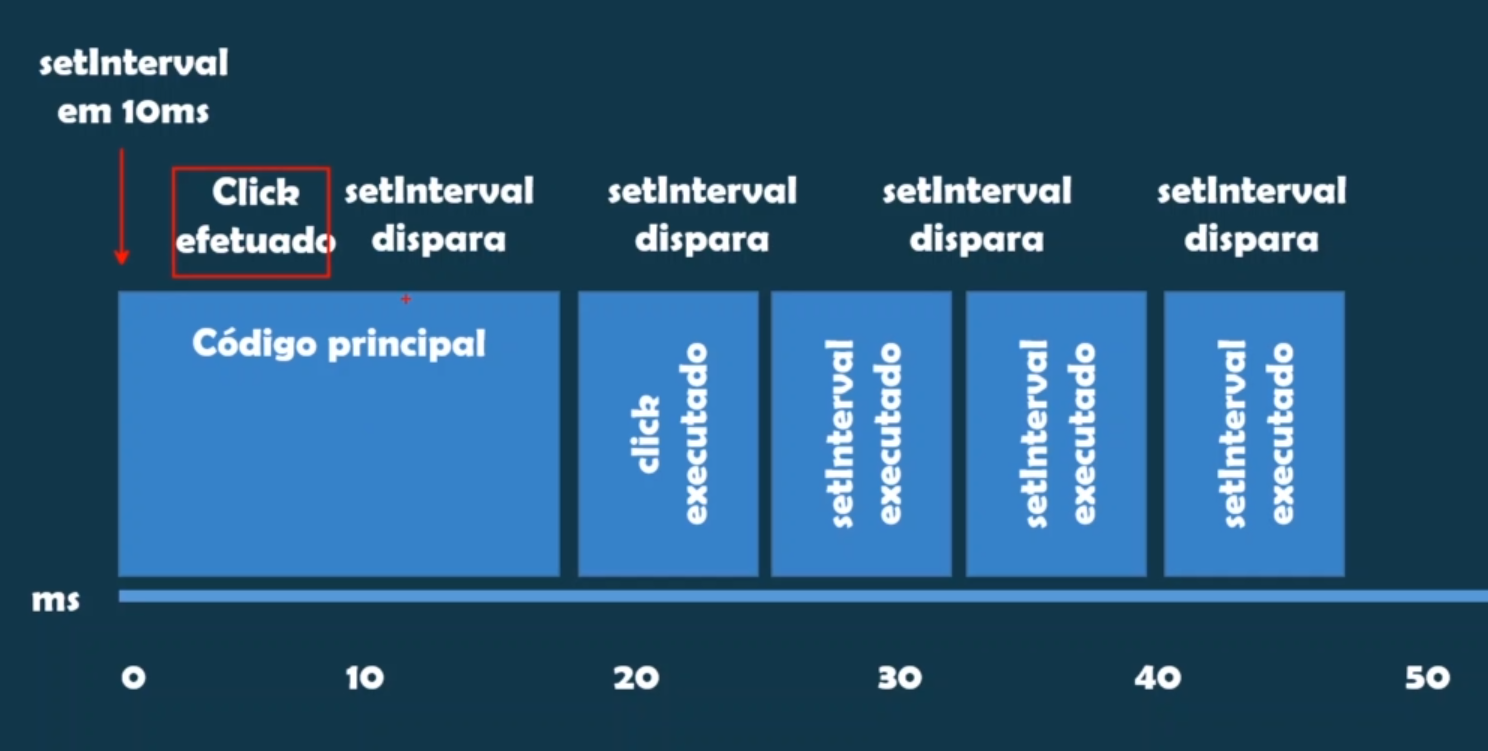 setInterval
em 10ms
Click
efetuado
setInterval
dispara
setInterval
dispara
setInterval
dispara
setInterval
dispara
Código principal
click
executado
setInterval
executado
setInterval
executado
setInterval
executado
ms
0
10
20
30
40
50